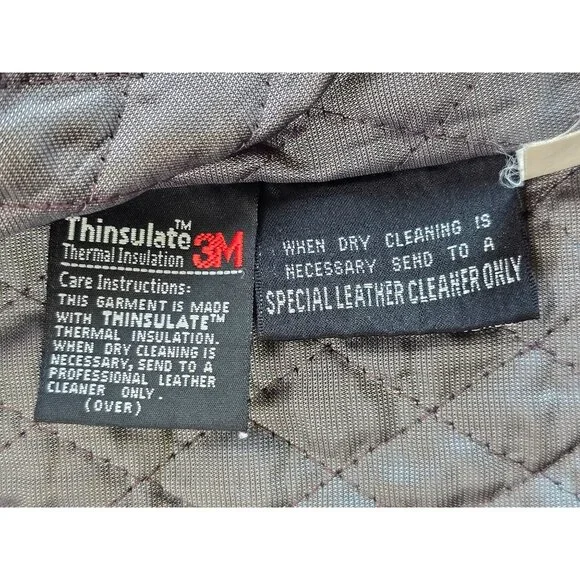 Thinsulate™ 3M
Thermal Insulation
Care Instructions:
THIS GARMENT IS MADE
WITH THINSULATE™
THERMAL INSULATION.
WHEN DRY CLEANING IS
NECESSARY, SEND TO A
PROFESSIONAL LEATHER
CLEANER ONLY.
(OVER)
WHEN DRY CLEANING IS
NECESSARY SEND TO A
SPECIAL LEATHER CLEANER ONLY